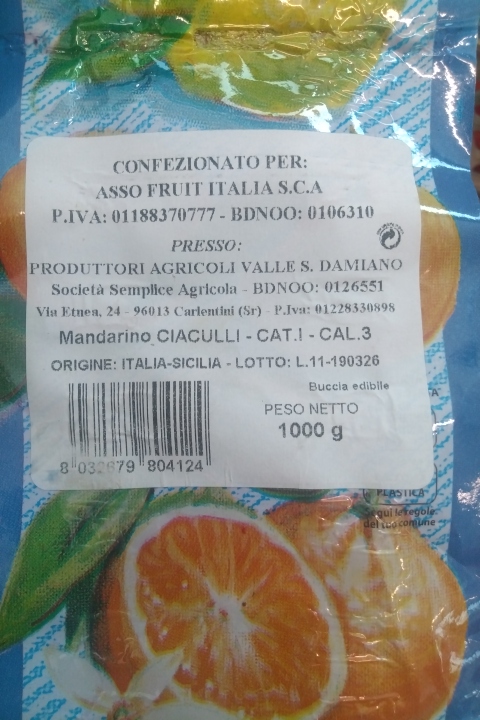 CONFEZIONATO PER:
ASSO FRUIT ITALIA S.C.A
P.IVA: 01188370777 - BDNOO: 0106310
PRESSO:
PRODUTTORI AGRICOLI VALLE S. DAMIANO
Società Semplice Agricola - BDNOO: 0126551
Via Etnea, 24 - 96013 Carlentini (Sr) - P.Iva: 01228330898
Mandarino CIACULLI - CAT.I - CAL.3
ORIGINE: ITALIA-SICILIA - LOTTO: L.11-190326
Buccia edibile
PESO NETTO
1000 g
804124
PLASTICA
le regole
del tuo comune